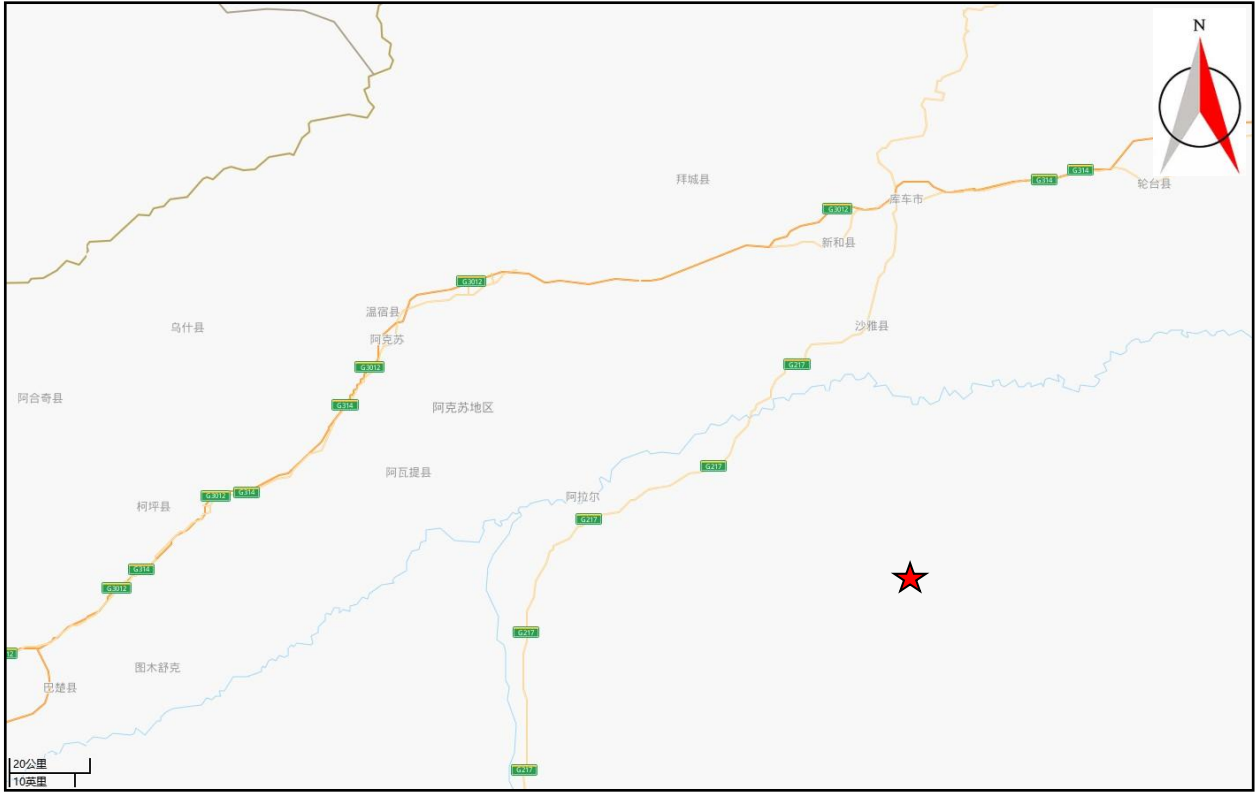 N
拜城县
G314
G314
轮台县
库车市
G3012
新和县
G3012
温宿县
乌什县
沙雅县
阿克苏
G3012
G217
阿合奇县
G314
阿克苏地区
G217
阿瓦提县
G3012
G314
阿拉尔
柯坪县
G217
G314
G3012
G217
12
图木舒克
巴楚县
20公里
G217
10英里